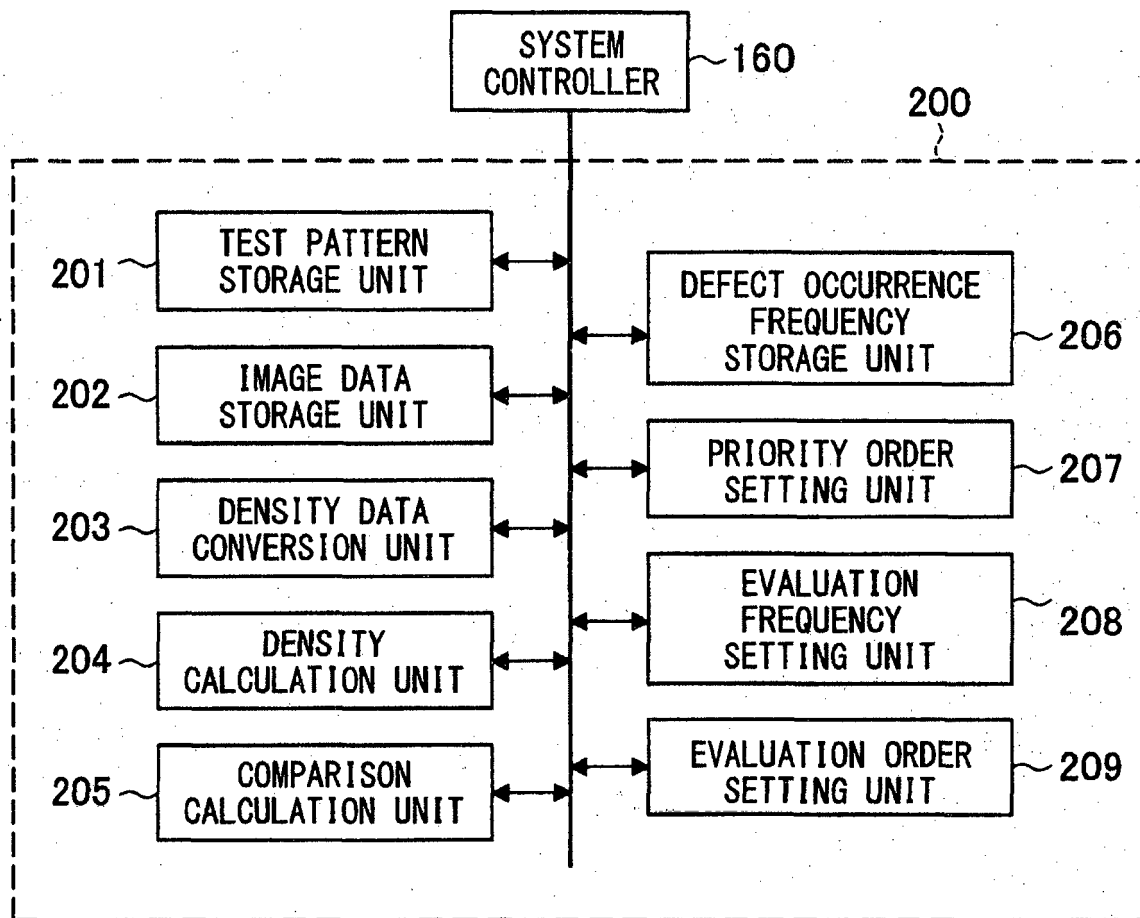 SYSTEM
CONTROLLER
160
200
TEST PATTERN
STORAGE UNIT
201
IMAGE DATA
STORAGE UNIT
202
DENSITY DATA
CONVERSION UNIT
203
DENSITY
CALCULATION UNIT
204
COMPARISON
CALCULATION UNIT
205
DEFECT OCCURRENCE
FREQUENCY
STORAGE UNIT
206
PRIORITY ORDER
SETTING UNIT
207
EVALUATION
FREQUENCY
SETTING UNIT
208
EVALUATION ORDER
SETTING UNIT
209